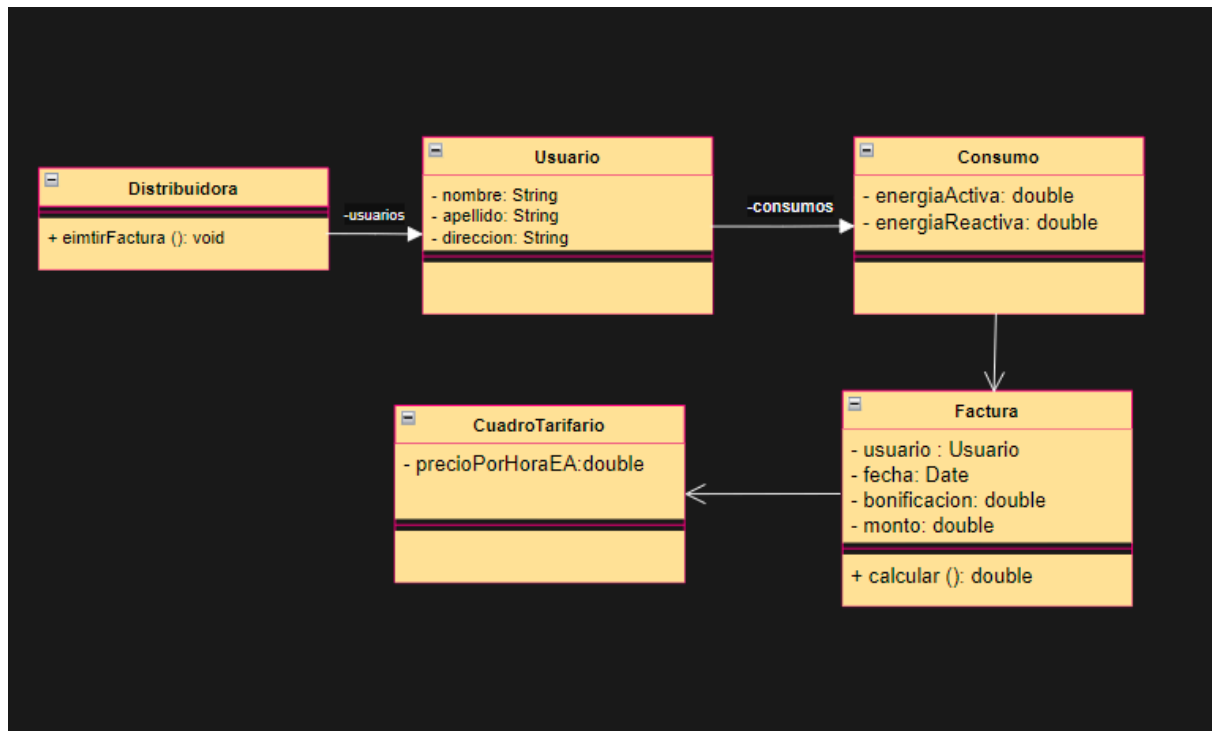 Distribuidora
+ eimtirFactura (): void
-usuarios
Usuario
- nombre: String
- apellido: String
- direccion: String
-consumos
Consumo
- energiaActiva: double
- energiaReactiva: double
CuadroTarifario
- precioPorHoraEA:double
Factura
- usuario : Usuario
- fecha: Date
- bonificacion: double
- monto: double
+ calcular (): double